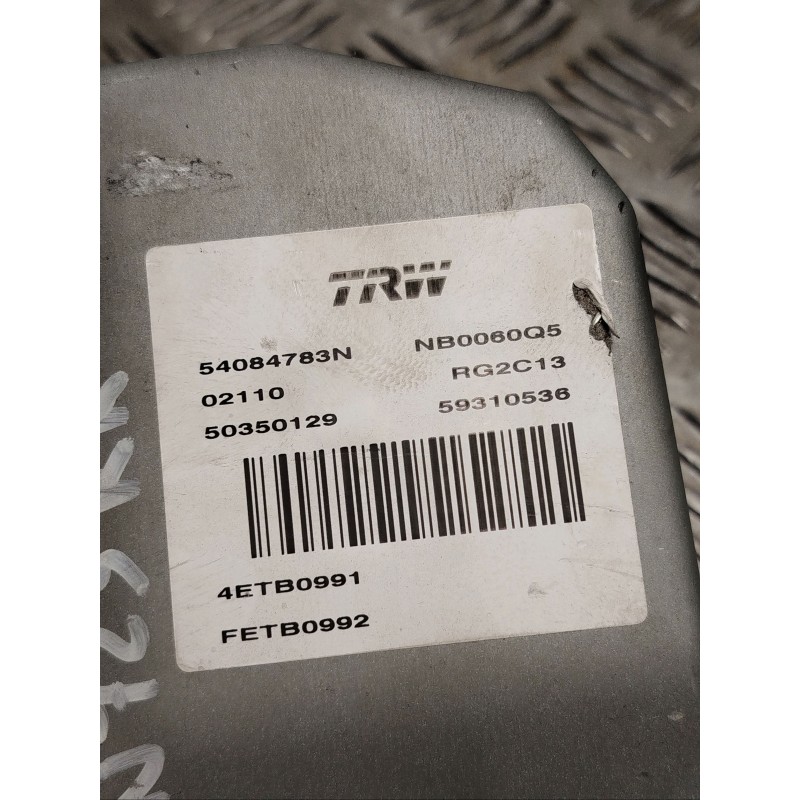 TRW
54084783N NB0060Q5
02110 RG2C13
50350129 59310536
4ETB0991
FETB0992